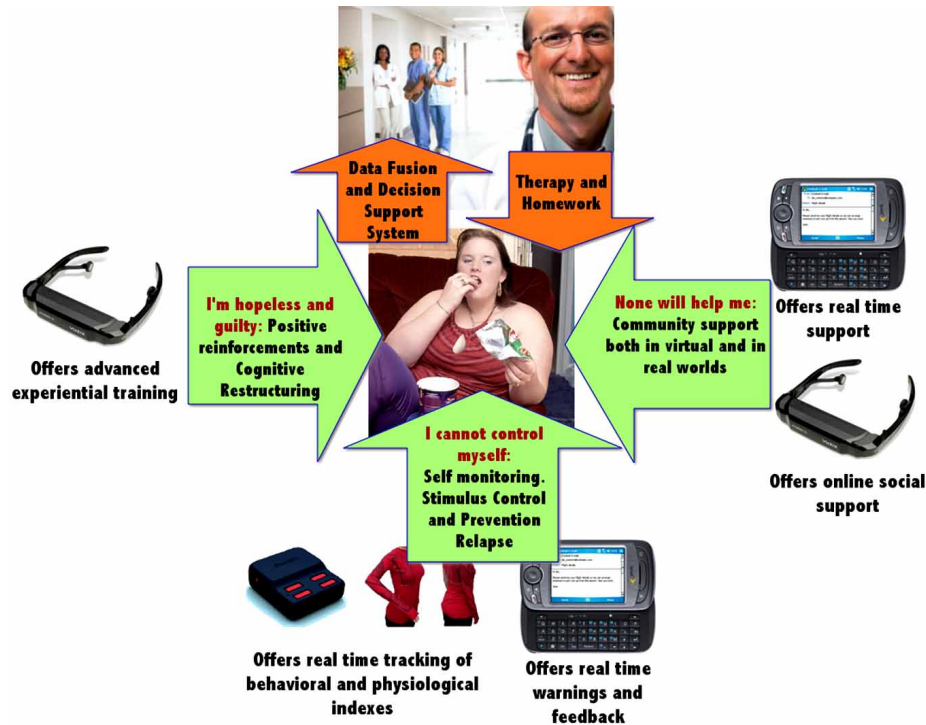 Data Fusion
and Decision
Support
System
Therapy and
Homework
I'm hopeless and
guilty: Positive
reinforcements and
Cognitive
Restructuring
None will help me:
Community support
both in virtual and in
real worlds
Offers real time
support
Offers advanced
experiential training
I cannot control
myself:
Self monitoring.
Stimulus Control
and Prevention
Relapse
Offers online social
support
Offers real time tracking of
behavioral and physiological
indexes
Offers real time
warnings and
feedback